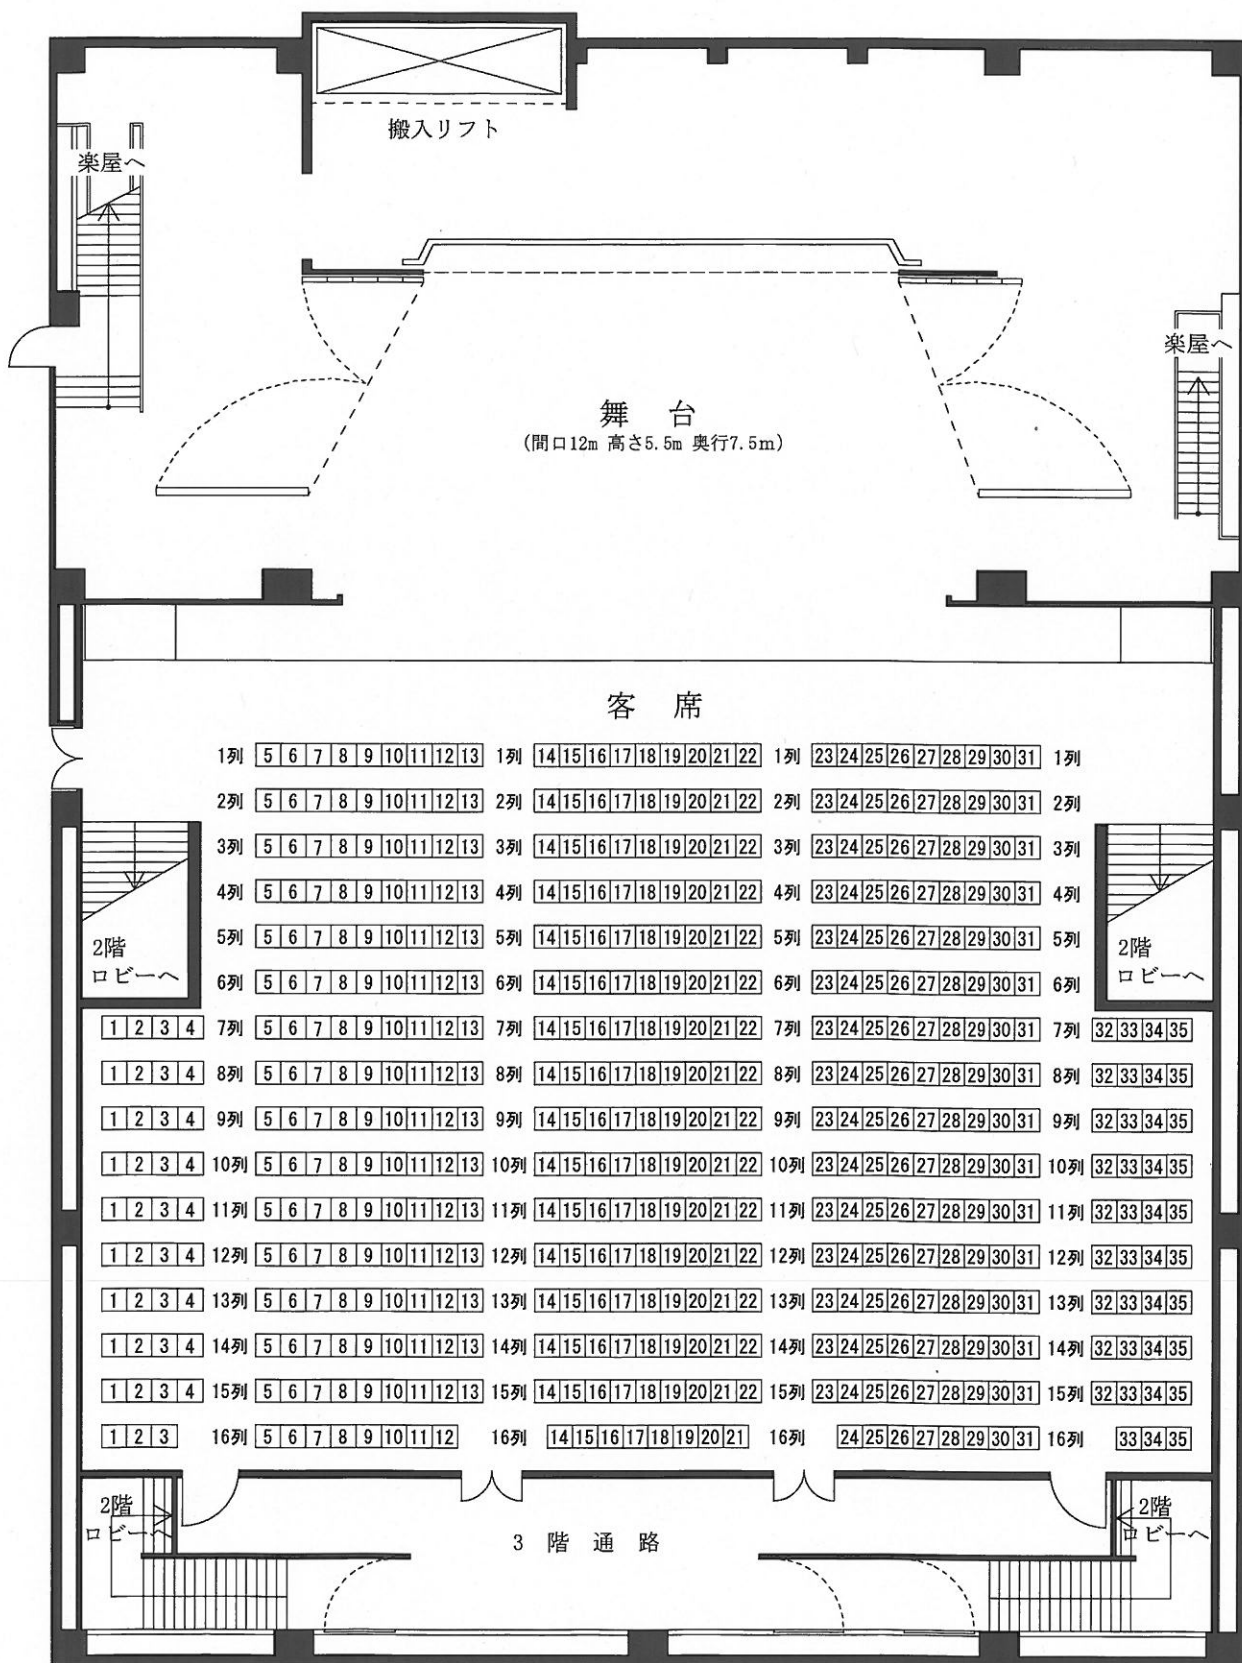 搬入リフト
楽屋へ
楽屋へ
舞 台
(間口12m 高さ5.5m 奥行7.5m)
客 席
1列 5 6 7 8 9 10 11 12 13 1列 14 15 16 17 18 19 20 21 22 1列 23 24 25 26 27 28 29 30 31 1列
2列 5 6 7 8 9 10 11 12 13 2列 14 15 16 17 18 19 20 21 22 2列 23 24 25 26 27 28 29 30 31 2列
3列 5 6 7 8 9 10 11 12 13 3列 14 15 16 17 18 19 20 21 22 3列 23 24 25 26 27 28 29 30 31 3列
4列 5 6 7 8 9 10 11 12 13 4列 14 15 16 17 18 19 20 21 22 4列 23 24 25 26 27 28 29 30 31 4列
5列 5 6 7 8 9 10 11 12 13 5列 14 15 16 17 18 19 20 21 22 5列 23 24 25 26 27 28 29 30 31 5列
2階
ロビーへ
2階
ロビーへ
6列 5 6 7 8 9 10 11 12 13 6列 14 15 16 17 18 19 20 21 22 6列 23 24 25 26 27 28 29 30 31 6列
1 2 3 4 7列 5 6 7 8 9 10 11 12 13 7列 14 15 16 17 18 19 20 21 22 7列 23 24 25 26 27 28 29 30 31 7列 32 33 34 35
1 2 3 4 8列 5 6 7 8 9 10 11 12 13 8列 14 15 16 17 18 19 20 21 22 8列 23 24 25 26 27 28 29 30 31 8列 32 33 34 35
1 2 3 4 9列 5 6 7 8 9 10 11 12 13 9列 14 15 16 17 18 19 20 21 22 9列 23 24 25 26 27 28 29 30 31 9列 32 33 34 35
1 2 3 4 10列 5 6 7 8 9 10 11 12 13 10列 14 15 16 17 18 19 20 21 22 10列 23 24 25 26 27 28 29 30 31 10列 32 33 34 35
1 2 3 4 11列 5 6 7 8 9 10 11 12 13 11列 14 15 16 17 18 19 20 21 22 11列 23 24 25 26 27 28 29 30 31 11列 32 33 34 35
1 2 3 4 12列 5 6 7 8 9 10 11 12 13 12列 14 15 16 17 18 19 20 21 22 12列 23 24 25 26 27 28 29 30 31 12列 32 33 34 35
1 2 3 4 13列 5 6 7 8 9 10 11 12 13 13列 14 15 16 17 18 19 20 21 22 13列 23 24 25 26 27 28 29 30 31 13列 32 33 34 35
1 2 3 4 14列 5 6 7 8 9 10 11 12 13 14列 14 15 16 17 18 19 20 21 22 14列 23 24 25 26 27 28 29 30 31 14列 32 33 34 35
1 2 3 4 15列 5 6 7 8 9 10 11 12 13 15列 14 15 16 17 18 19 20 21 22 15列 23 24 25 26 27 28 29 30 31 15列 32 33 34 35
1 2 3 16列 5 6 7 8 9 10 11 12 16列 14 15 16 17 18 19 20 21 16列 24 25 26 27 28 29 30 31 16列 33 34 35
2階
ロビーへ
3 階 通 路
2階
ロビーへ